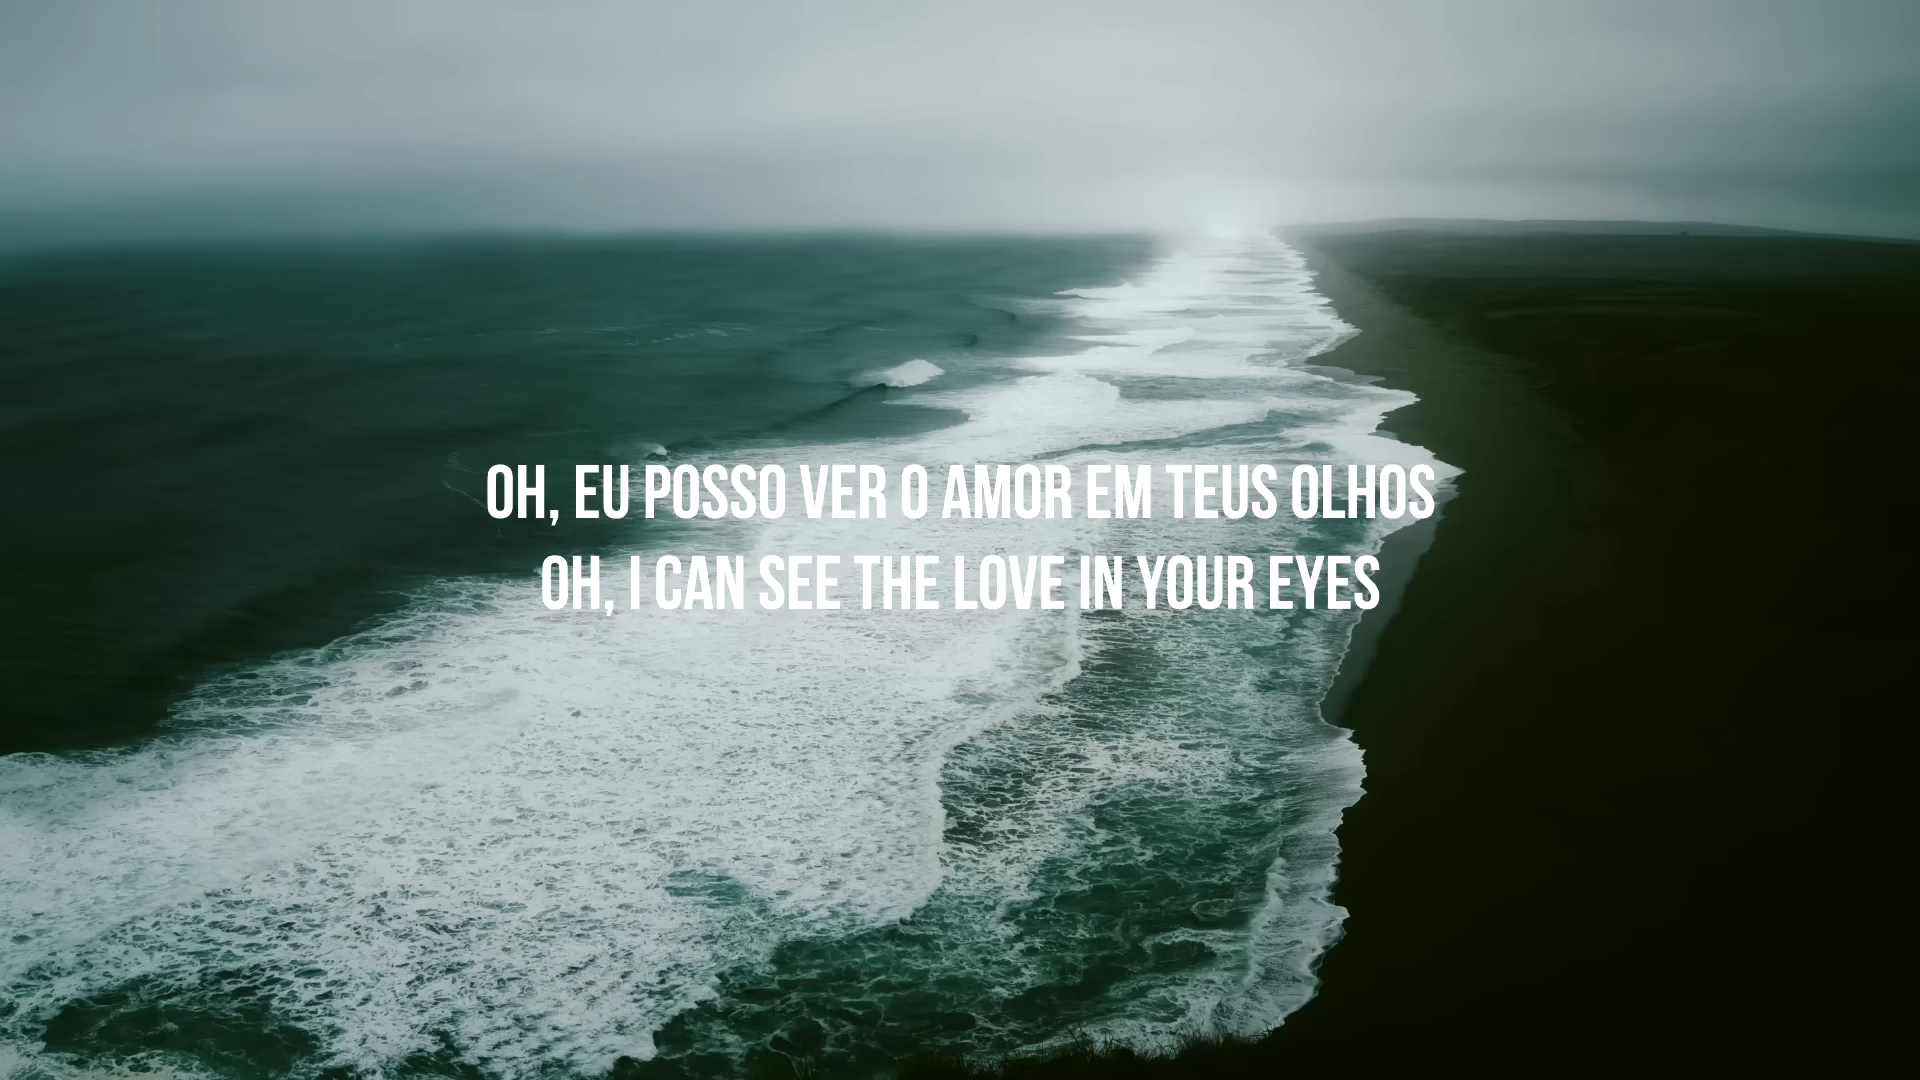 OH, EU POSSO VER O AMOR EM TEUS OLHOS
OH, I CAN SEE THE LOVE IN YOUR EYES